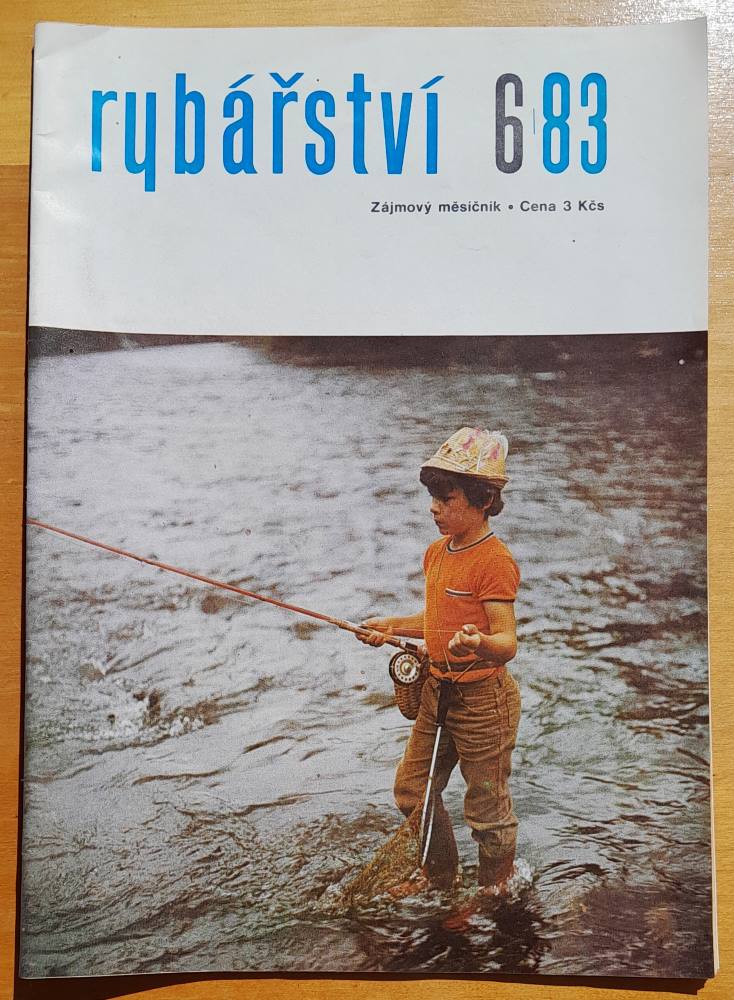 rybářství 6|83
Zájmový měsíčník • Cena 3 Kčs